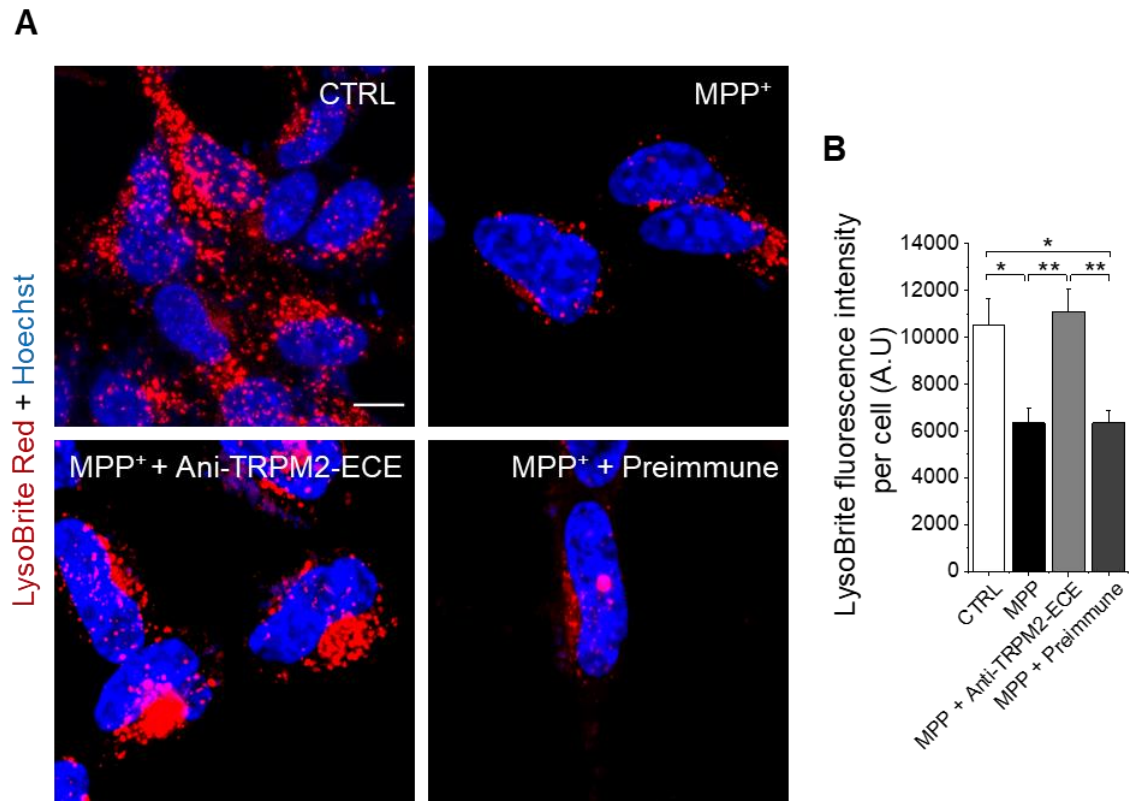 A
CTRL
MPP⁺
MPP⁺ + Ani-TRPM2-ECE
MPP⁺ + Preimmune
LysoBrite Red + Hoechst
B
LysoBrite fluorescence intensity
per cell (A.U)
14000
12000
10000
8000
6000
4000
2000
0
*
* ** **
CTRL
MPP
MPP + Anti-TRPM2-ECE
MPP + Preimmune